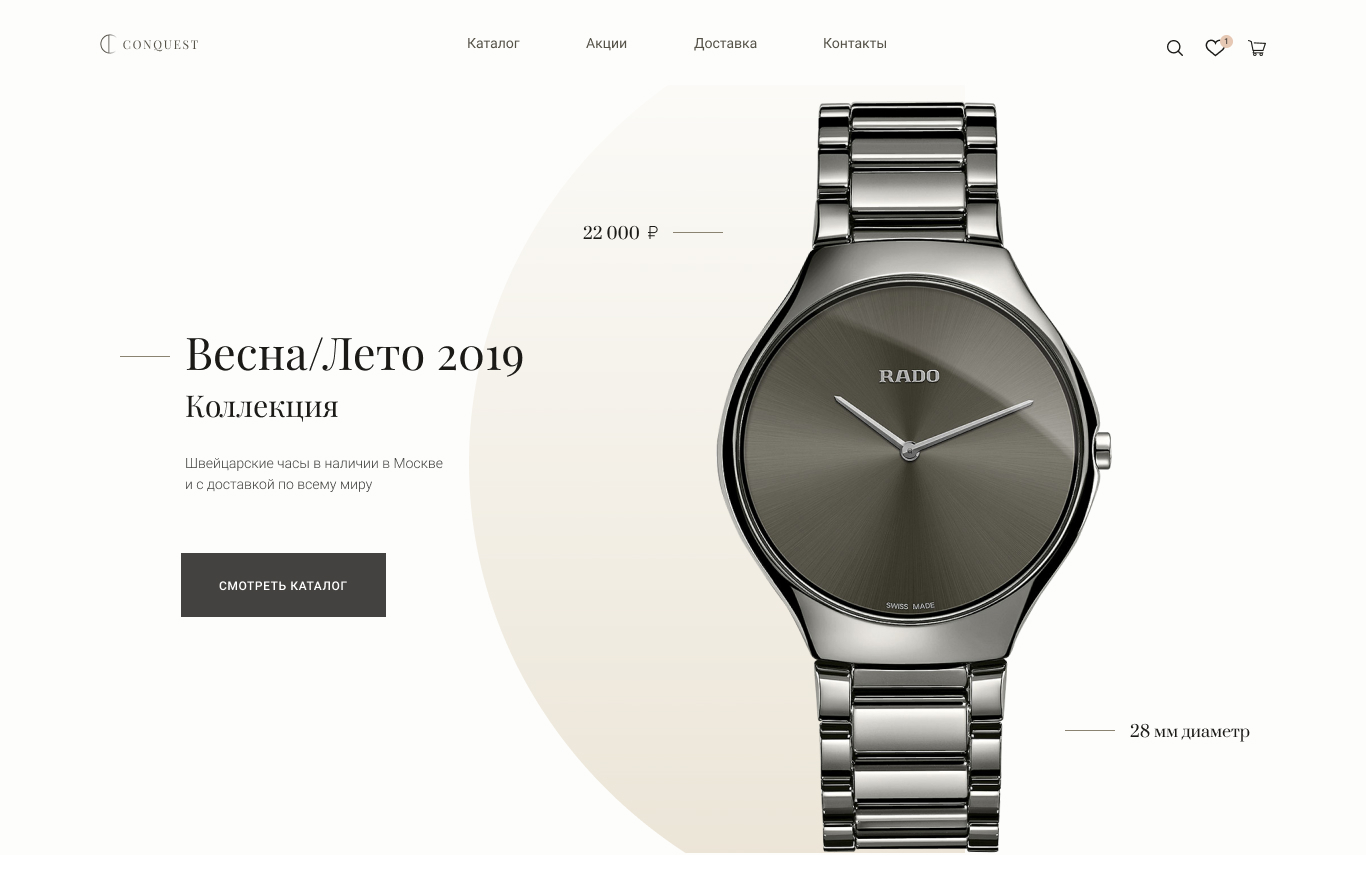 CONQUEST
Каталог
Акции
Доставка
Контакты
1
22 000 ₽
Весна/Лето 2019
Коллекция
Швейцарские часы в наличии в Москве
и с доставкой по всему миру
СМОТРЕТЬ КАТАЛОГ
RADO
SWISS MADE
28 мм диаметр